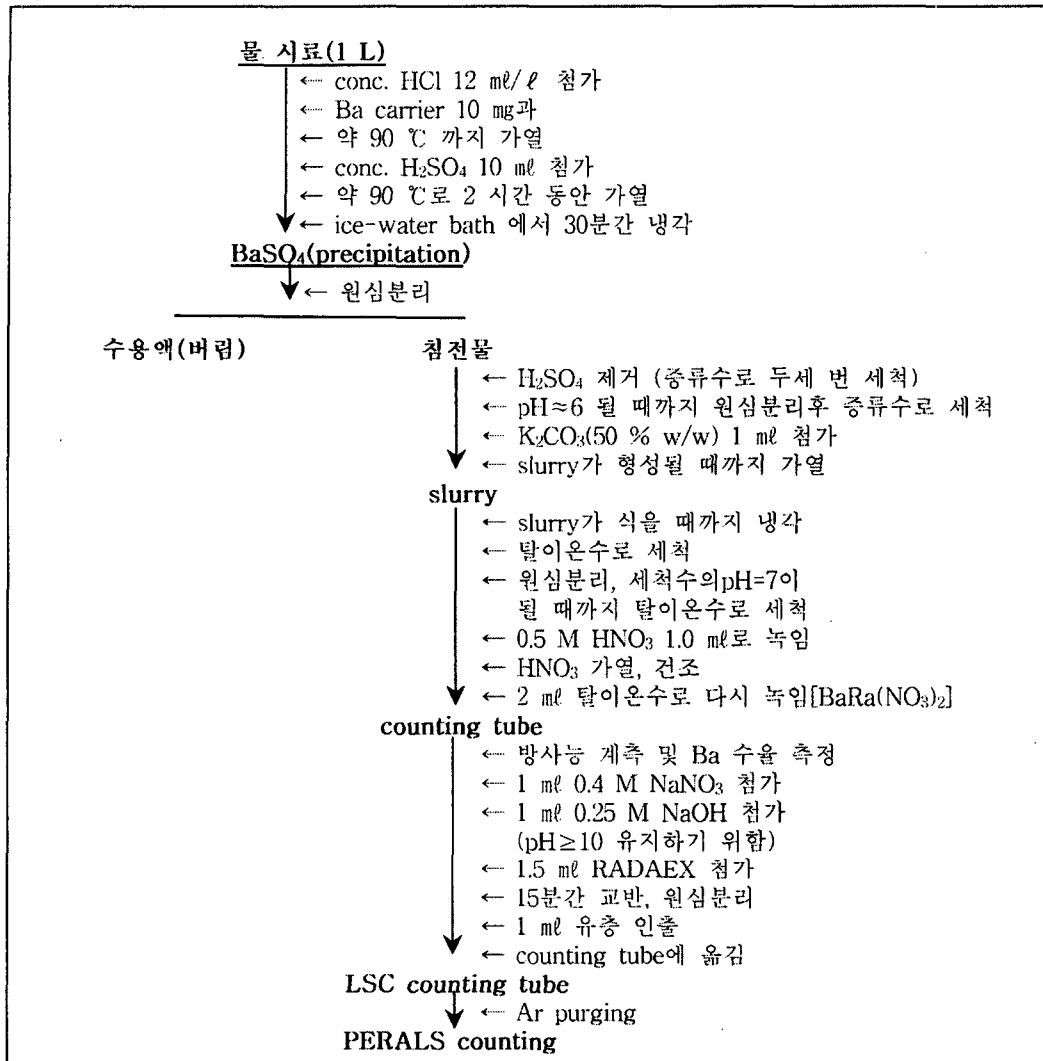 물 시료(1 L)
← conc. HCl 12 ㎖/ℓ 첨가
← Ba carrier 10 mg과
← 약 90 ℃ 까지 가열
← conc. H₂SO₄ 10 ㎖ 첨가
← 약 90 ℃로 2 시간 동안 가열
← ice-water bath 에서 30분간 냉각
BaSO₄(precipitation)
← 원심분리
수용액(버림) 침전물
← H₂SO₄ 제거 (증류수로 두세 번 세척)
← pH≈6 될 때까지 원심분리후 증류수로 세척
← K₂CO₃(50 % w/w) 1 ㎖ 첨가
← slurry가 형성될 때까지 가열
slurry
← slurry가 식을 때까지 냉각
← 탈이온수로 세척
← 원심분리, 세척수의pH=7이
될 때까지 탈이온수로 세척
← 0.5 M HNO₃ 1.0 ㎖로 녹임
← HNO₃ 가열, 건조
← 2 ㎖ 탈이온수로 다시 녹임[BaRa(NO₃)₂]
counting tube
← 방사능 계측 및 Ba 수율 측정
← 1 ㎖ 0.4 M NaNO₃ 첨가
← 1 ㎖ 0.25 M NaOH 첨가
(pH≥10 유지하기 위함)
← 1.5 ㎖ RADAEX 첨가
← 15분간 교반, 원심분리
← 1 ㎖ 유층 인출
← counting tube에 옮김
LSC counting tube
← Ar purging
PERALS counting